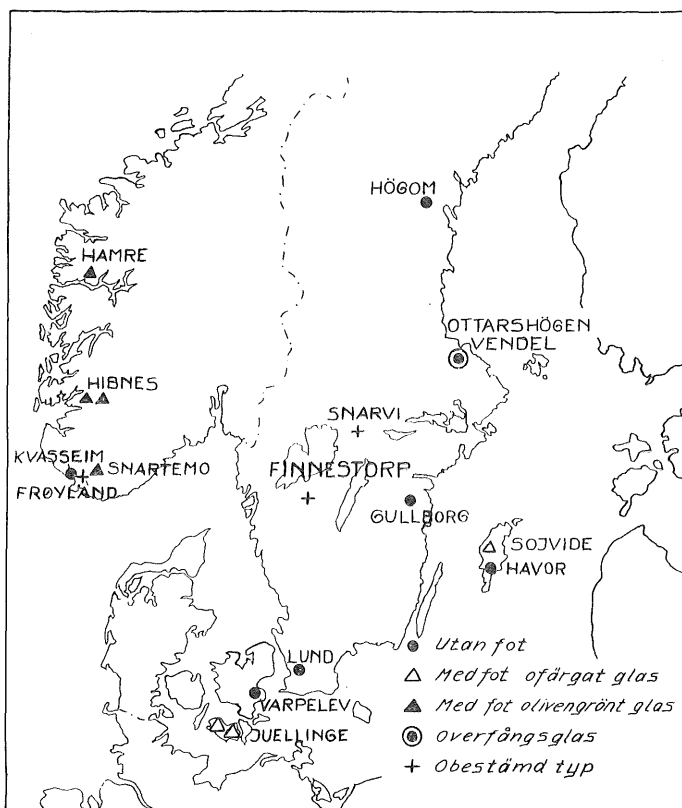 HÖGOM
HAMRE
OTTARSHÖGEN
VENDEL
HIBNES
SNARVI
KVASSEIM
SNARTEMO
FINNESTORP
FRØYLAND
GULLBORG
SOJVIDE
HAVOR
Utan fot
LUND
Med fot ofärgat glas
VARPELEV
Med fot olivengrönt glas
JUELLINGE
Överfångsglas
Obestämd typ